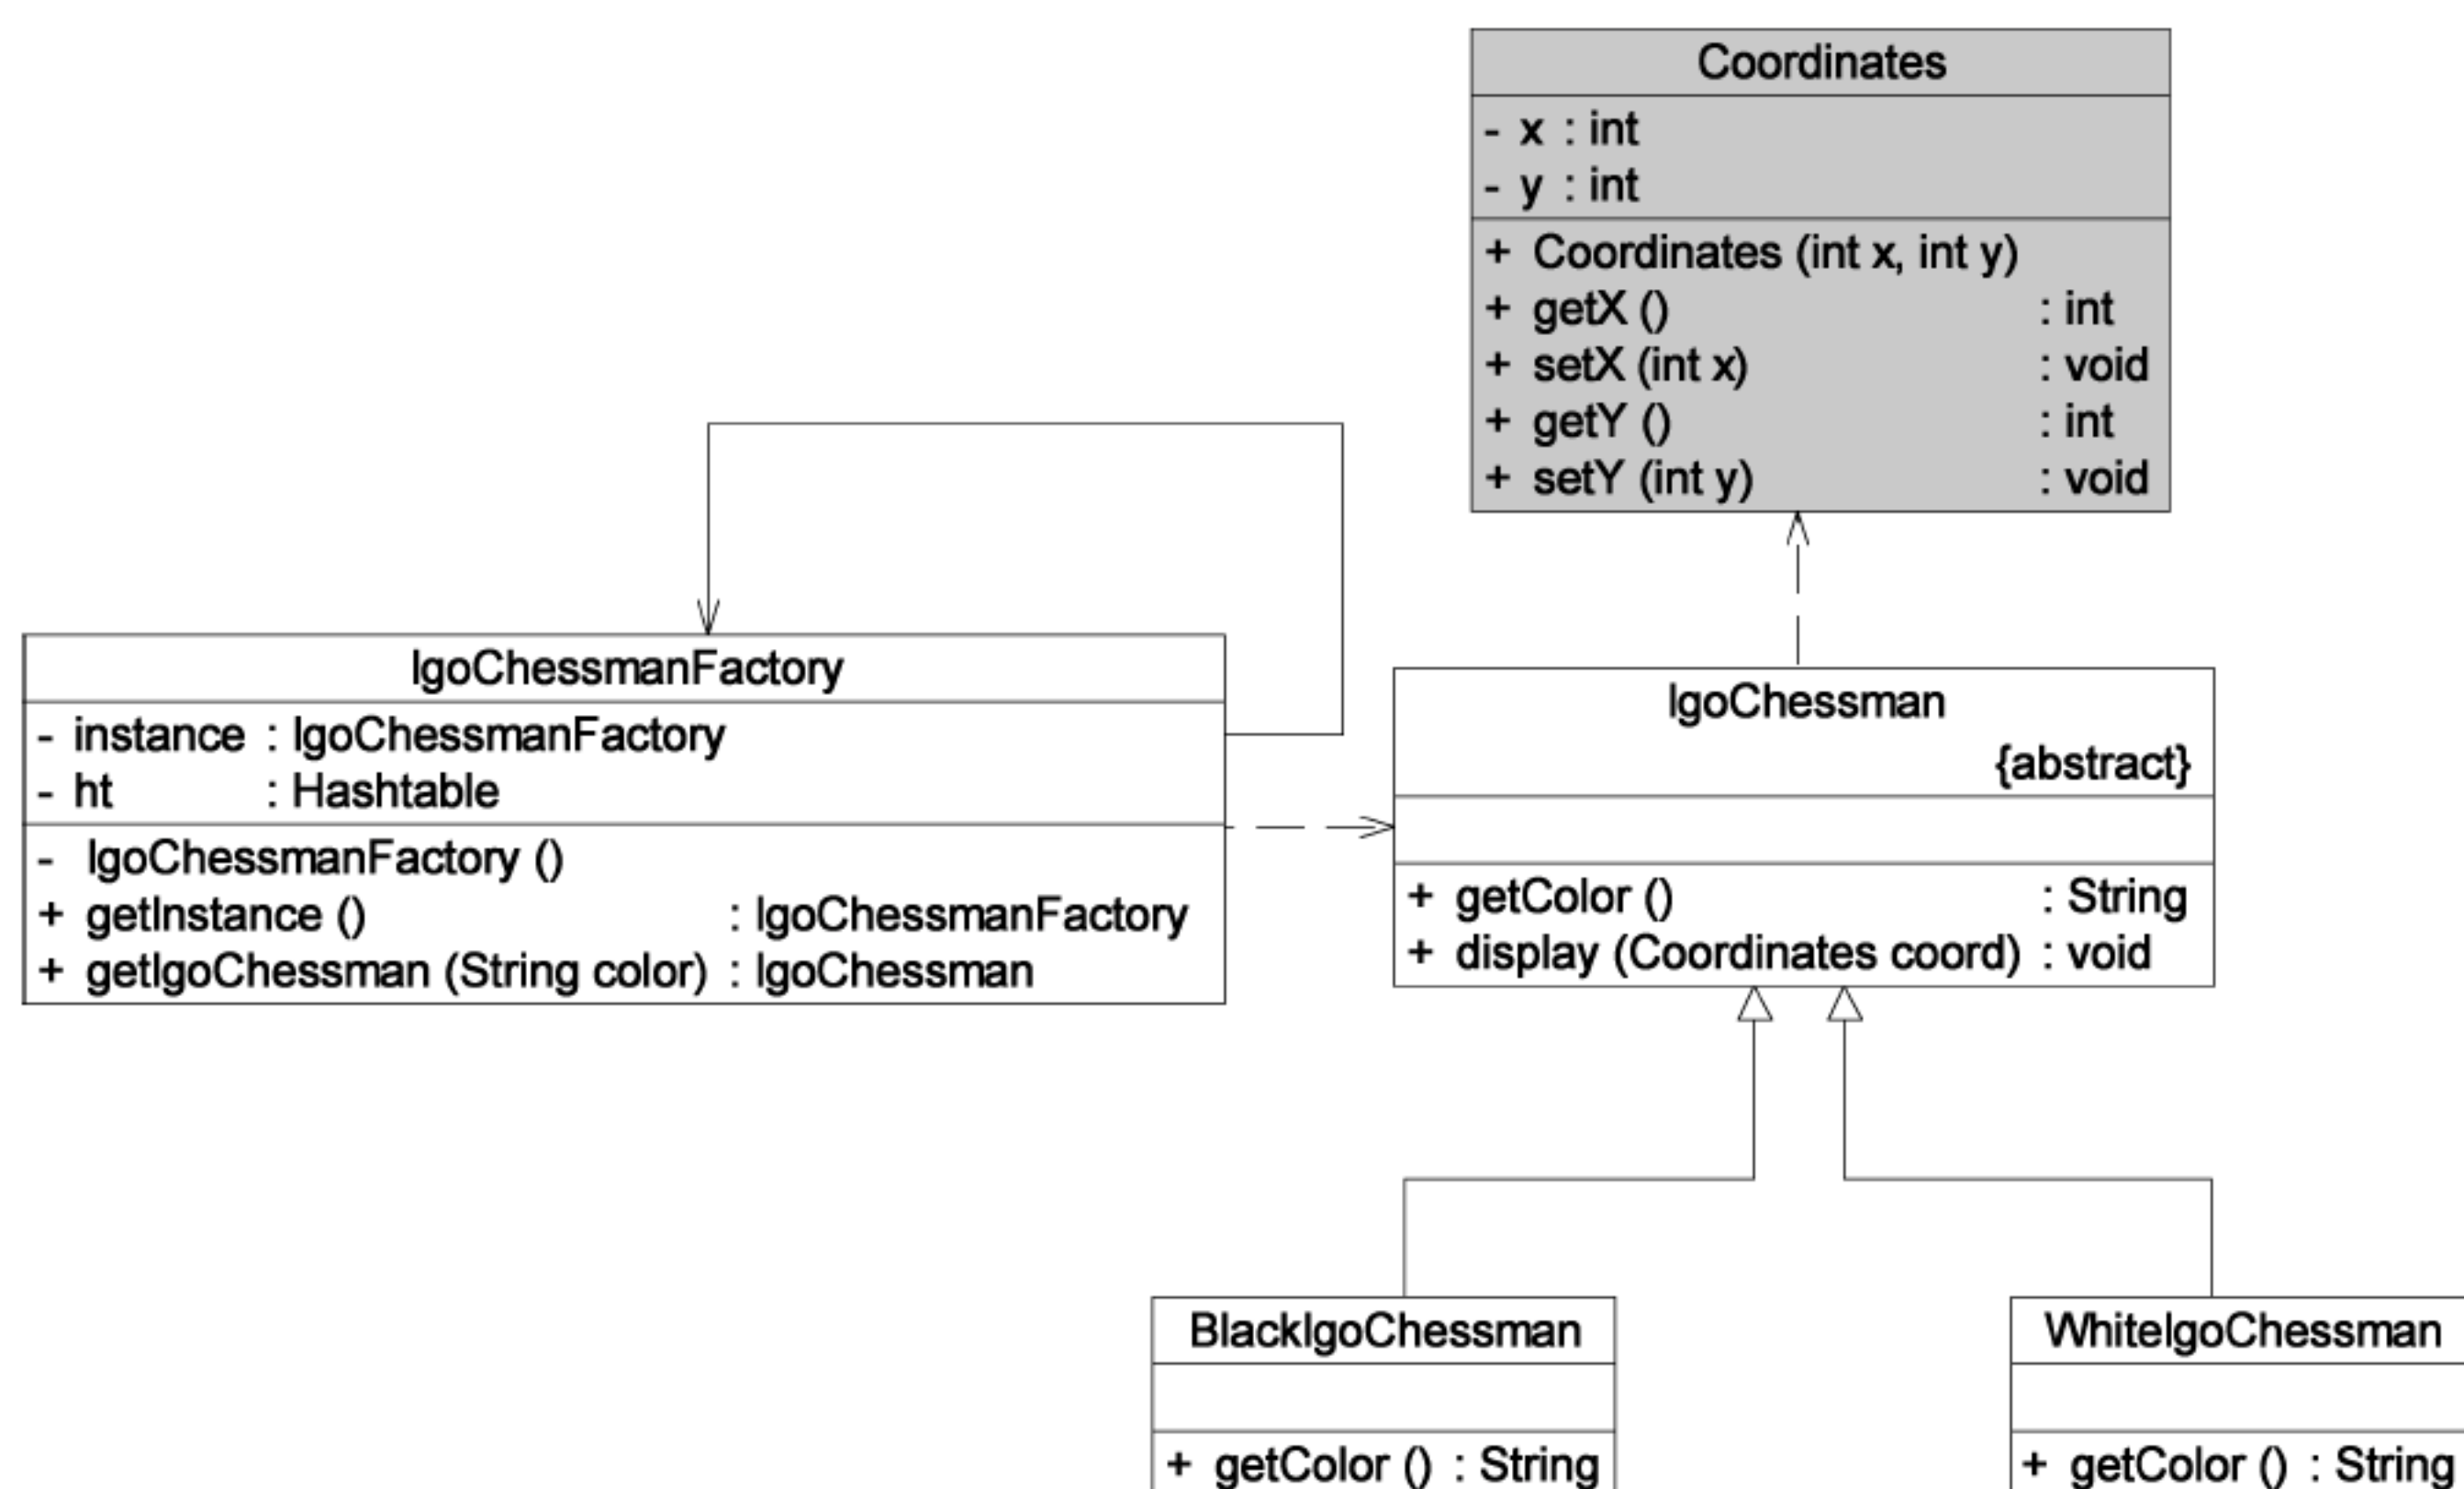 Coordinates
- x : int
- y : int
+ Coordinates (int x, int y)
+ getX () : int
+ setX (int x) : void
+ getY () : int
+ setY (int y) : void
IgoChessmanFactory
- instance : IgoChessmanFactory
- ht : Hashtable
- IgoChessmanFactory ()
+ getInstance () : IgoChessmanFactory
+ getIgoChessman (String color) : IgoChessman
IgoChessman
{abstract}
+ getColor () : String
+ display (Coordinates coord) : void
BlackIgoChessman
+ getColor () : String
WhiteIgoChessman
+ getColor () : String